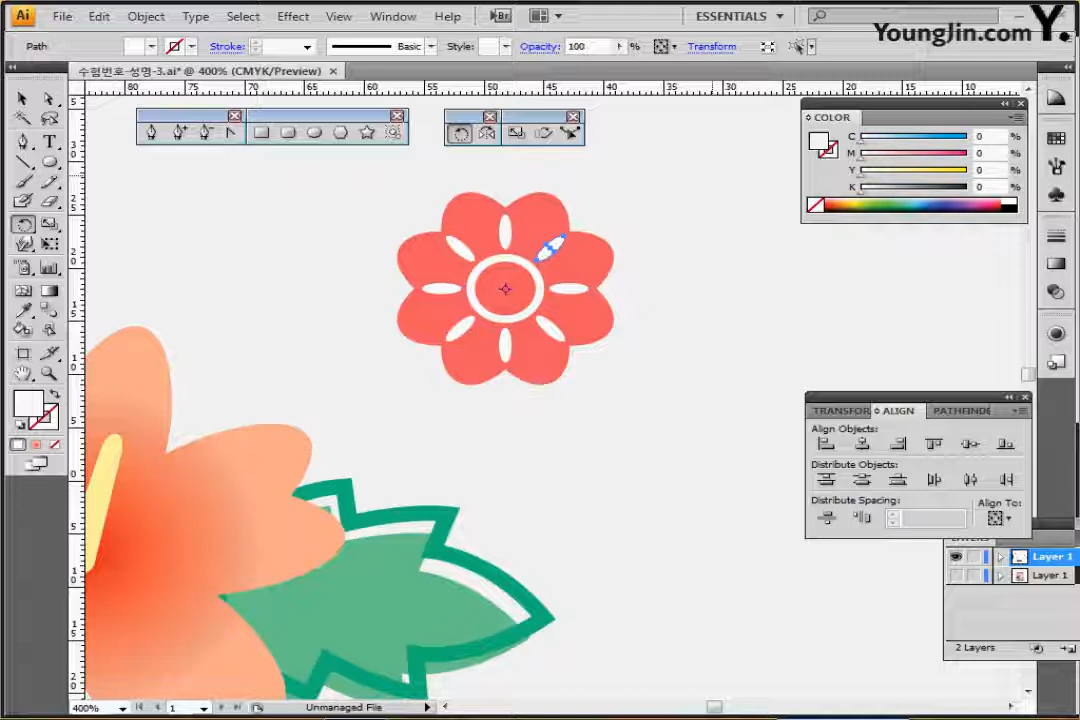 Ai File Edit Object Type Select Effect View Window Help Br ESSENTIALS
Y.
YoungJin.com
Path Stroke: Basic Style: Opacity: 100 % Transform
수험번호-성명-3.ai* @ 400% (CMYK/Preview) ×
80 75 70 65 60 55 50 45 40 35 30 25 20 15 10
COLOR
C 0 %
M 0 %
Y 0 %
K 0 %
TRANSFOR ALIGN PATHFINDE
Align Objects:
Distribute Objects:
Distribute Spacing:
Align To:
Layer 1
Layer 1
2 Layers
400% 1 Unmanaged File